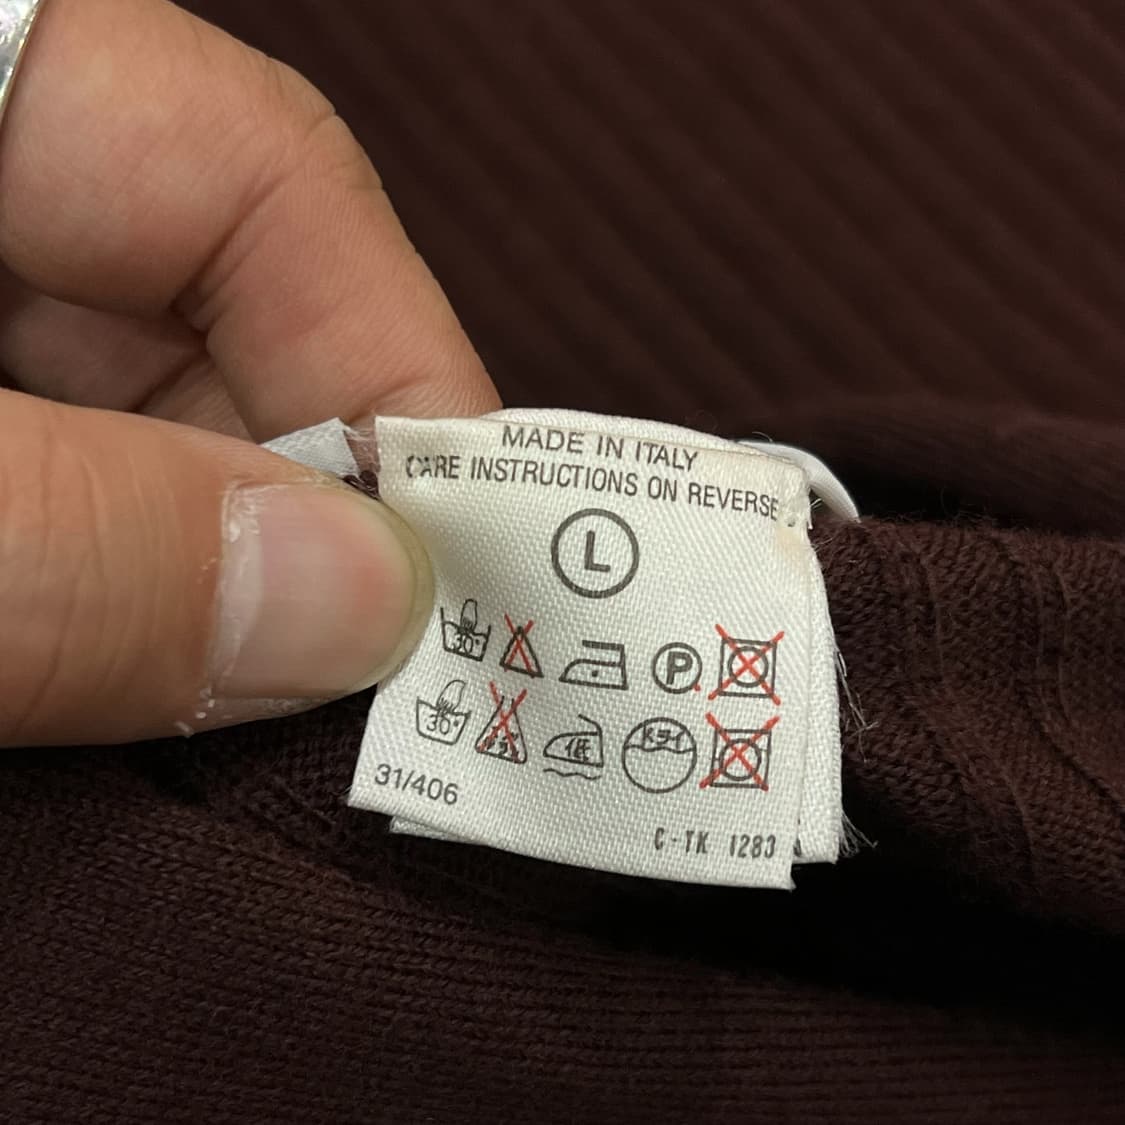 MADE IN ITALY
CARE INSTRUCTIONS ON REVERSE
L
30° P
30°
31/406
C-TK 1283